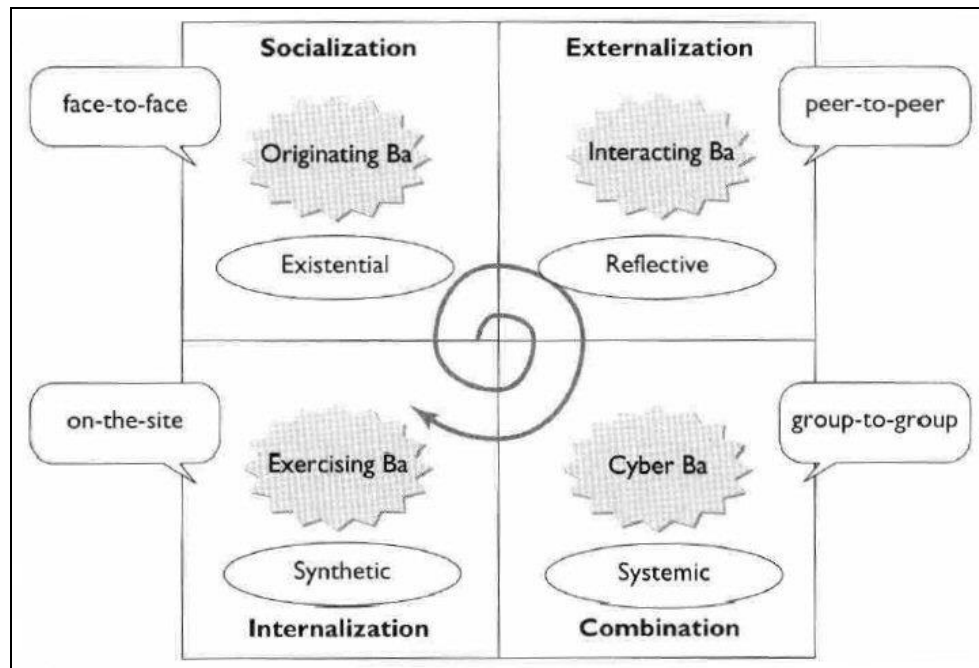 Socialization
Externalization
face-to-face
peer-to-peer
Originating Ba
Interacting Ba
Existential
Reflective
on-the-site
group-to-group
Exercising Ba
Cyber Ba
Synthetic
Systemic
Internalization
Combination